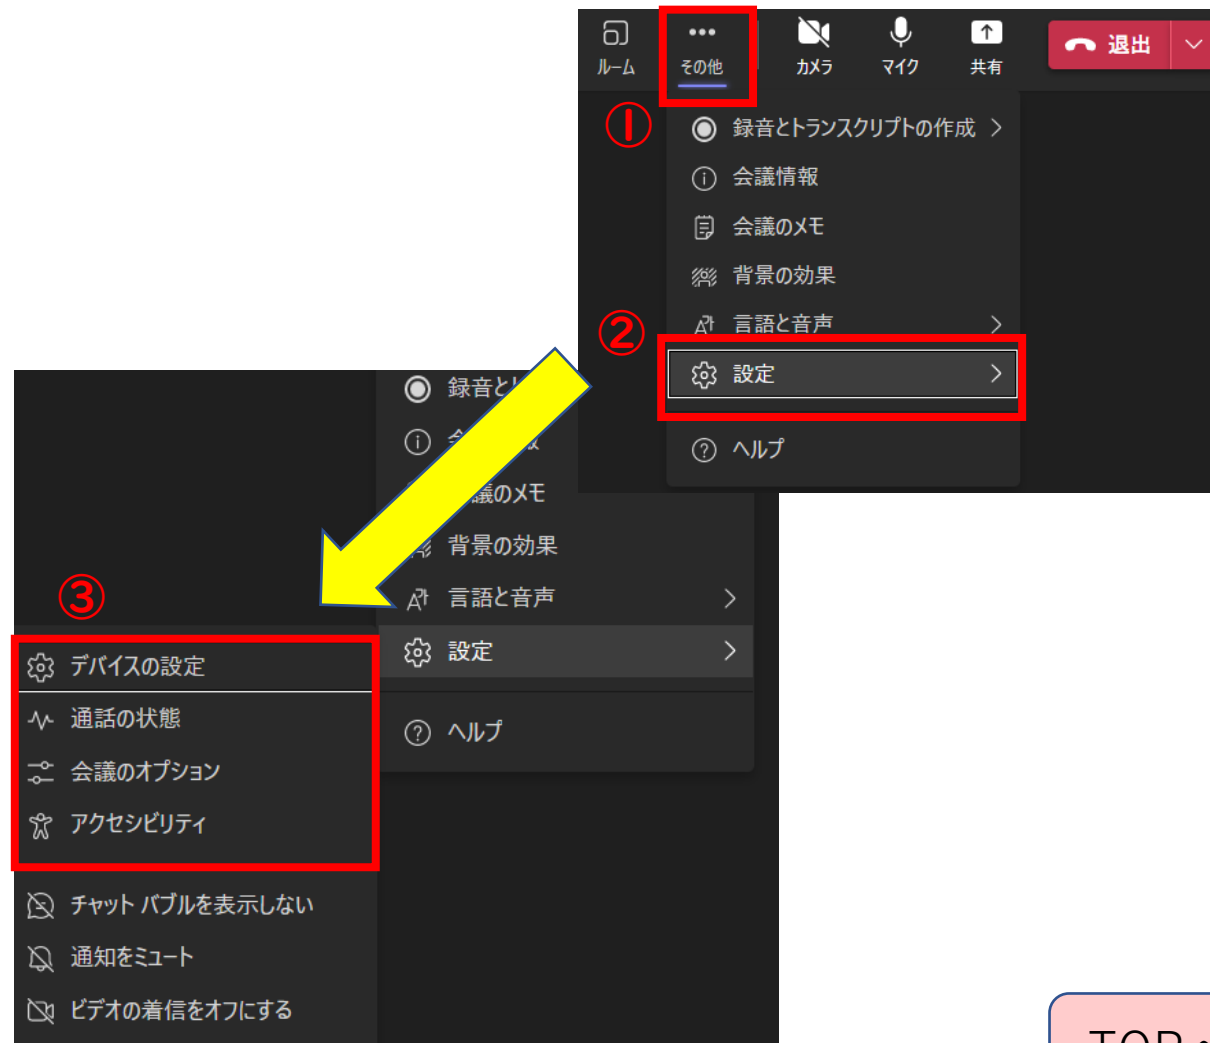 ルーム
その他
カメラ
マイク
共有
退出
①
録音とトランスクリプトの作成
会議情報
会議のメモ
背景の効果
②
言語と音声
設定
ヘルプ
録音と
議のメモ
背景の効果
言語と音声
設定
ヘルプ
③
デバイスの設定
通話の状態
会議のオプション
アクセシビリティ
チャット バブルを表示しない
通知をミュート
ビデオの着信をオフにする
TOP